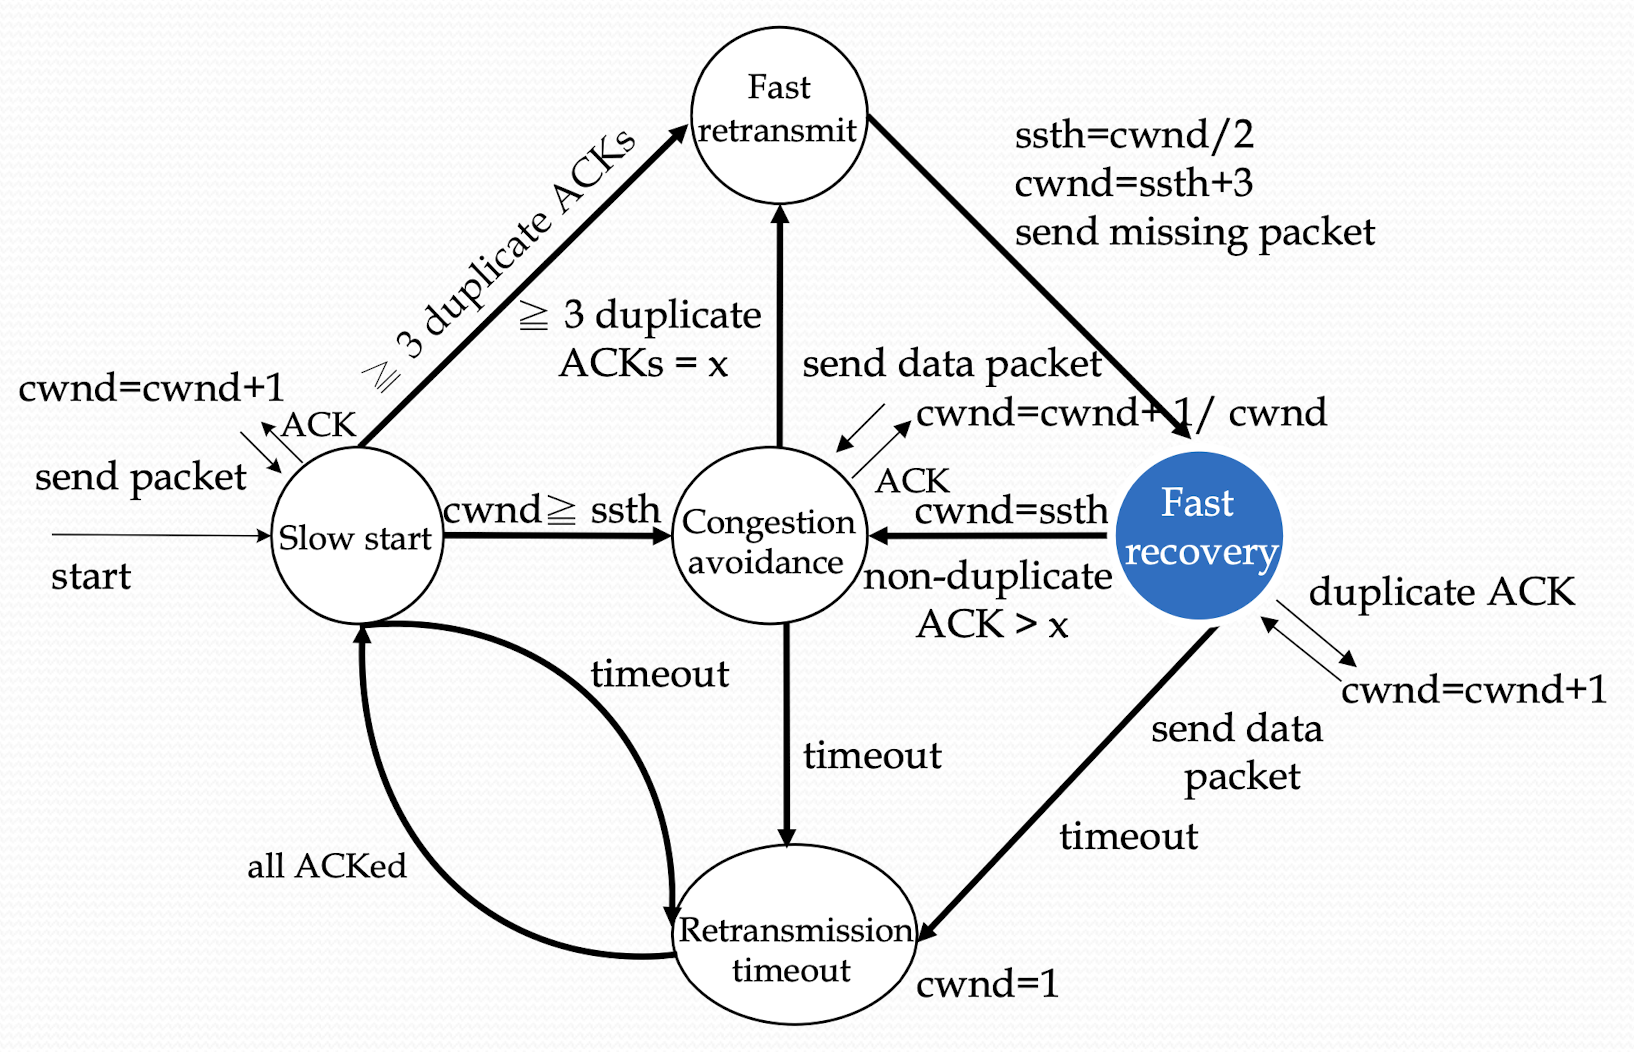 Fast
retransmit
ssth=cwnd/2
cwnd=ssth+3
send missing packet
≧ 3 duplicate ACKs
≧ 3 duplicate
ACKs = x
send data packet
cwnd=cwnd+ 1/ cwnd
ACK
cwnd=cwnd+1
ACK
send packet
start
Slow start
cwnd≧ ssth
Congestion
avoidance
cwnd=ssth
non-duplicate
ACK > x
Fast
recovery
duplicate ACK
cwnd=cwnd+1
send data
packet
timeout
timeout
timeout
all ACKed
Retransmission
timeout
cwnd=1